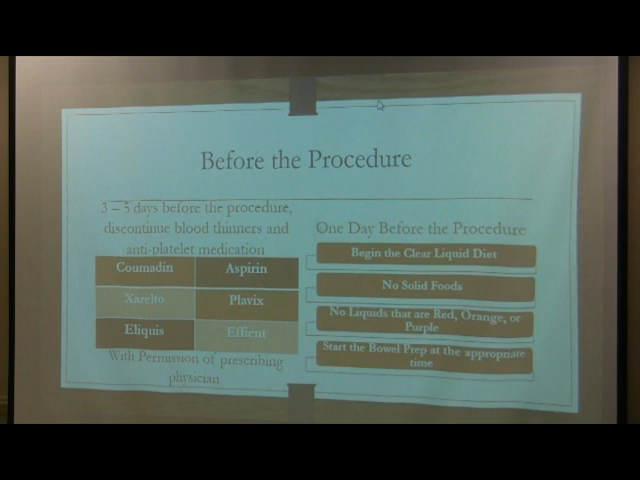 Before the Procedure
3 – 5 days before the procedure,
discontinue blood thinners and
anti-platelet medication
Coumadin Aspirin
Xarelto Plavix
Eliquis Effient
With Permission of prescribing
physician
One Day Before the Procedure
Begin the Clear Liquid Diet
No Solid Foods
No Liquids that are Red, Orange, or
Purple
Start the Bowel Prep at the appropriate
time